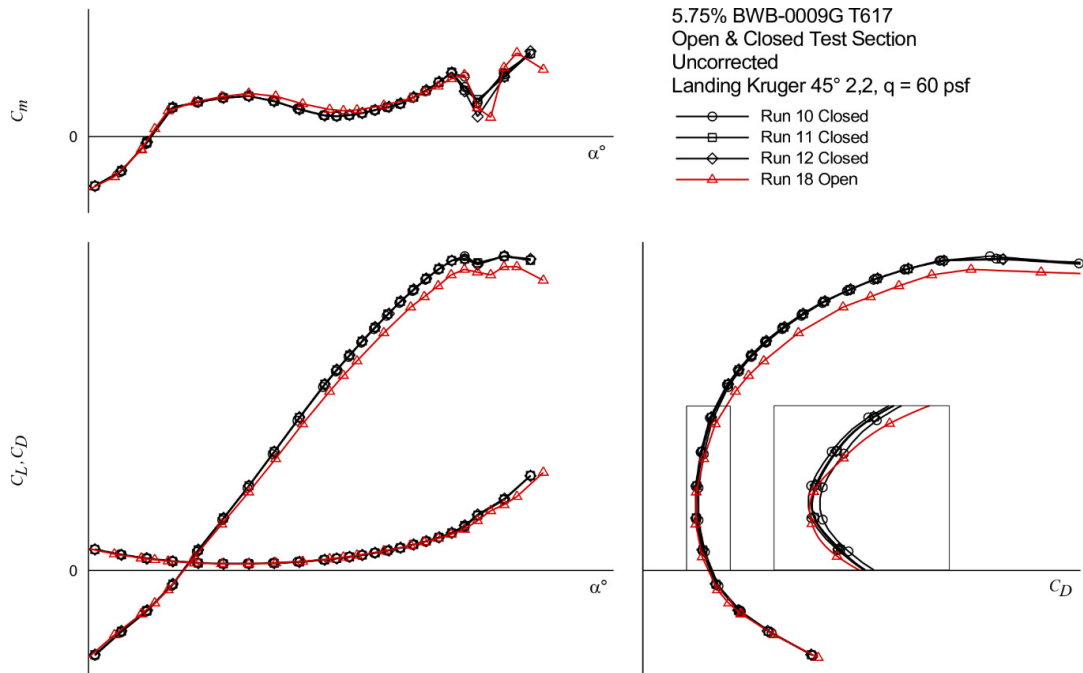 5.75% BWB-0009G T617
Open & Closed Test Section
Uncorrected
Landing Kruger 45° 2,2, q = 60 psf
Run 10 Closed
Run 11 Closed
Run 12 Closed
Run 18 Open
Cm
0
α°
CL, CD
0
α°
CD